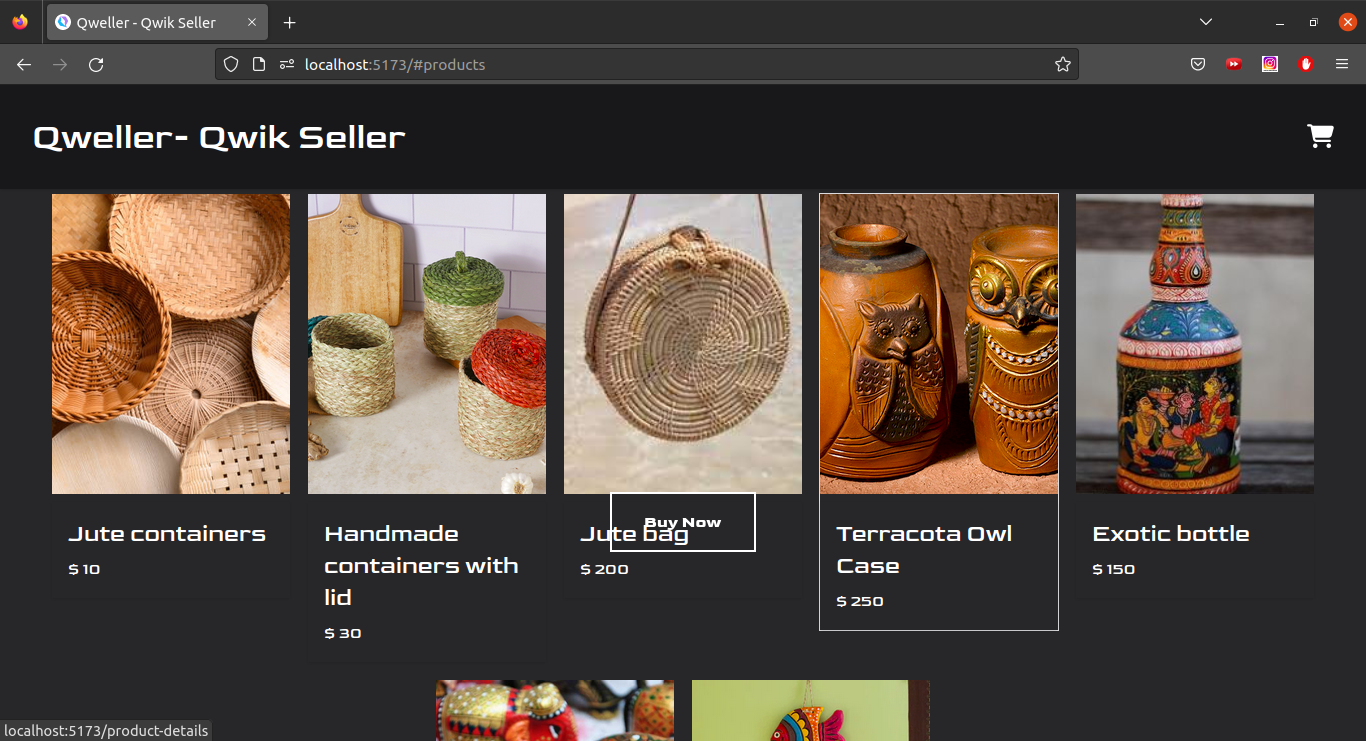 Qweller - Qwik Seller
localhost:5173/#products
Qweller- Qwik Seller
Jute containers
$ 10
Handmade
containers with
lid
$ 30
Buy Now
Jute bag
$ 200
Terracota Owl
Case
$ 250
Exotic bottle
$ 150
localhost:5173/product-details